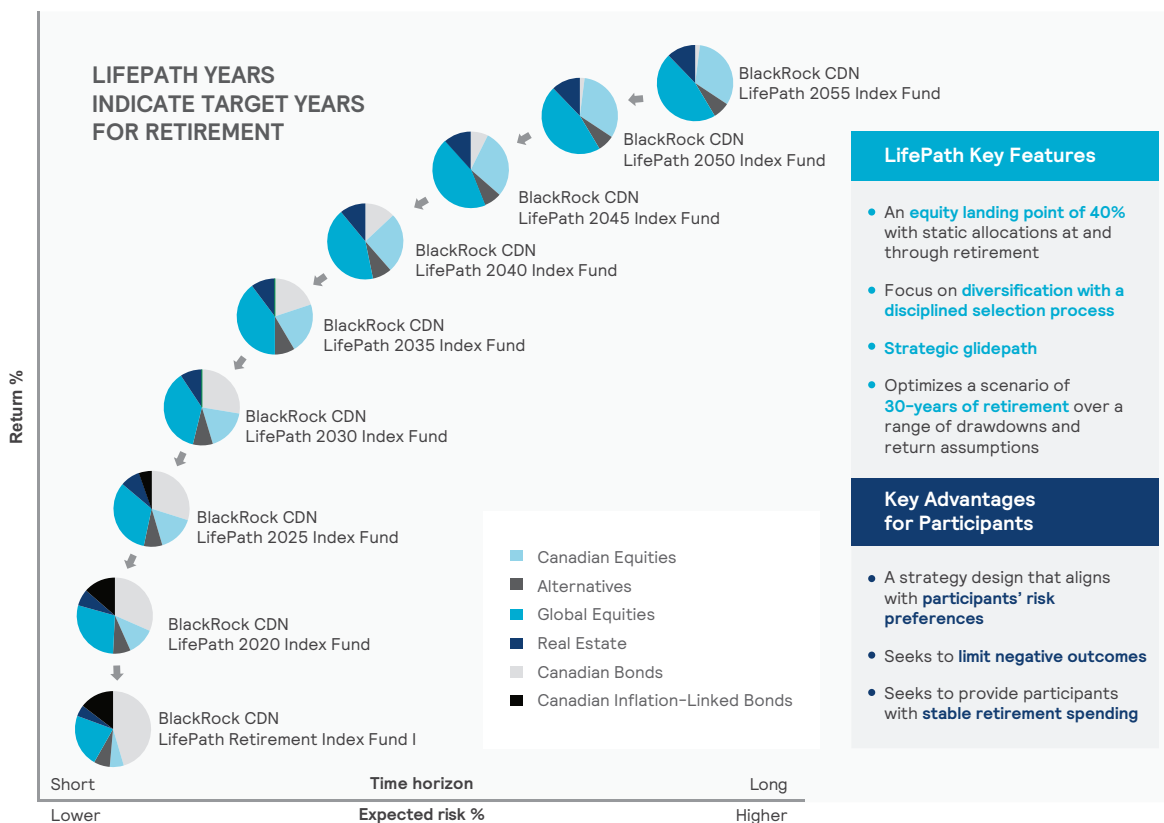 LIFEPATH YEARS
INDICATE TARGET YEARS
FOR RETIREMENT
BlackRock CDN
LifePath 2055 Index Fund
BlackRock CDN
LifePath 2050 Index Fund
BlackRock CDN
LifePath 2045 Index Fund
BlackRock CDN
LifePath 2040 Index Fund
BlackRock CDN
LifePath 2035 Index Fund
BlackRock CDN
LifePath 2030 Index Fund
BlackRock CDN
LifePath 2025 Index Fund
BlackRock CDN
LifePath 2020 Index Fund
BlackRock CDN
LifePath Retirement Index Fund I
Return %
Canadian Equities
Alternatives
Global Equities
Real Estate
Canadian Bonds
Canadian Inflation-Linked Bonds
Short
Time horizon
Long
Lower
Expected risk %
Higher
LifePath Key Features
• An equity landing point of 40%
with static allocations at and
through retirement
• Focus on diversification with a
disciplined selection process
• Strategic glidepath
• Optimizes a scenario of
30-years of retirement over a
range of drawdowns and
return assumptions
Key Advantages
for Participants
• A strategy design that aligns
with participants' risk
preferences
• Seeks to limit negative outcomes
• Seeks to provide participants
with stable retirement spending